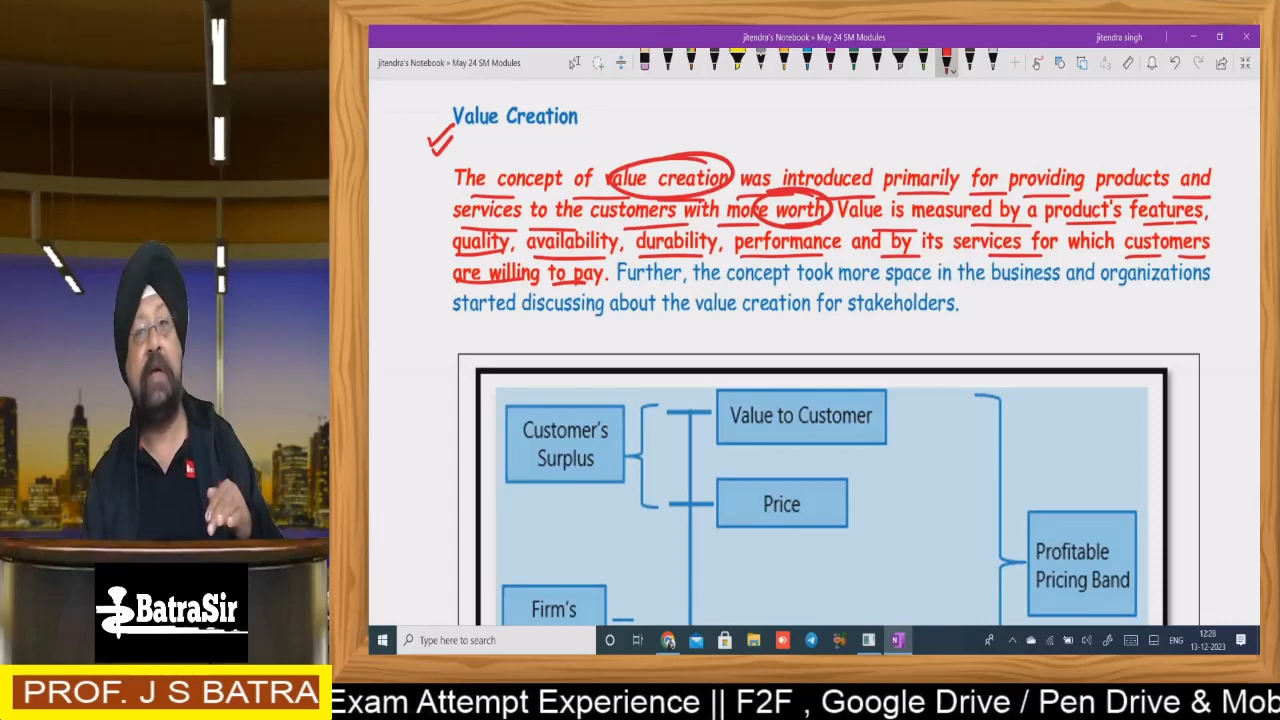 jitendra's Notebook » May 24 SM Modules
jitendra singh
jitendra's Notebook » May 24 SM Modules
Value Creation
The concept of value creation was introduced primarily for providing products and
services to the customers with more worth Value is measured by a product's features,
quality, availability, durability, performance and by its services for which customers
are willing to pay. Further, the concept took more space in the business and organizations
started discussing about the value creation for stakeholders.
Customer's
Surplus
Value to Customer
Price
Profitable
Pricing Band
Firm's
BatraSir
Type here to search
ENG
12:28
13-12-2023
PROF. J S BATRA
Exam Attempt Experience || F2F , Google Drive / Pen Drive & Mob